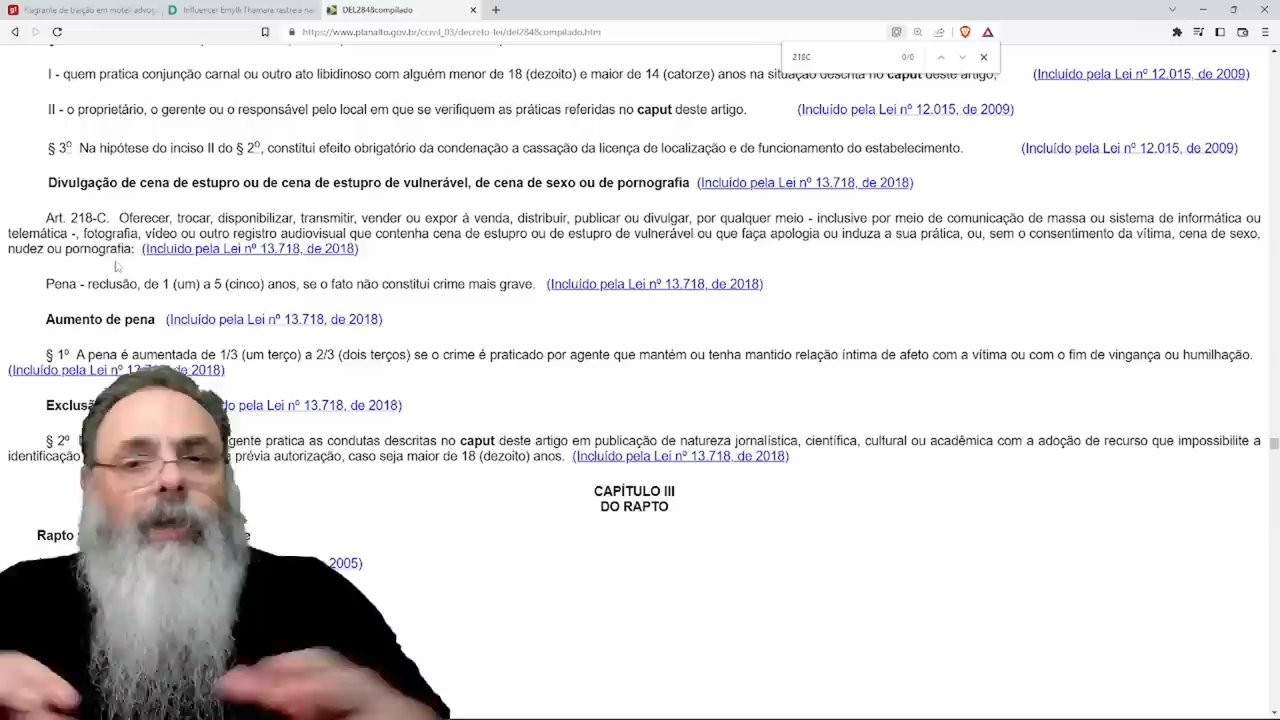 Flagrante de traição em motel: advog
Influencer Emylli Thamara rastreia na
DEL2848compilado
https://www.planalto.gov.br/ccivil_03/decreto-lei/del2848compilado.htm
218C 0/0
I - quem pratica conjunção carnal ou outro ato libidinoso com alguém menor de 18 (dezoito) e maior de 14 (catorze) anos na situação descrita no caput deste artigo; (Incluído pela Lei nº 12.015, de 2009)
II - o proprietário, o gerente ou o responsável pelo local em que se verifiquem as práticas referidas no caput deste artigo. (Incluído pela Lei nº 12.015, de 2009)
§ 3º Na hipótese do inciso II do § 2º, constitui efeito obrigatório da condenação a cassação da licença de localização e de funcionamento do estabelecimento. (Incluído pela Lei nº 12.015, de 2009)
Divulgação de cena de estupro ou de cena de estupro de vulnerável, de cena de sexo ou de pornografia (Incluído pela Lei nº 13.718, de 2018)
Art. 218-C. Oferecer, trocar, disponibilizar, transmitir, vender ou expor à venda, distribuir, publicar ou divulgar, por qualquer meio - inclusive por meio de comunicação de massa ou sistema de informática ou
telemática -, fotografia, vídeo ou outro registro audiovisual que contenha cena de estupro ou de estupro de vulnerável ou que faça apologia ou induza a sua prática, ou, sem o consentimento da vítima, cena de sexo,
nudez ou pornografia: (Incluído pela Lei nº 13.718, de 2018)
Pena - reclusão, de 1 (um) a 5 (cinco) anos, se o fato não constitui crime mais grave. (Incluído pela Lei nº 13.718, de 2018)
Aumento de pena (Incluído pela Lei nº 13.718, de 2018)
§ 1º A pena é aumentada de 1/3 (um terço) a 2/3 (dois terços) se o crime é praticado por agente que mantém ou tenha mantido relação íntima de afeto com a vítima ou com o fim de vingança ou humilhação.
(Incluído pela Lei nº de 2018)
Exclus do pela Lei nº 13.718, de 2018)
§ 2º gente pratica as condutas descritas no caput deste artigo em publicação de natureza jornalística, científica, cultural ou acadêmica com a adoção de recurso que impossibilite a
identificação prévia autorização, caso seja maior de 18 (dezoito) anos. (Incluído pela Lei nº 13.718, de 2018)
CAPÍTULO III
DO RAPTO
Rapto
2005)